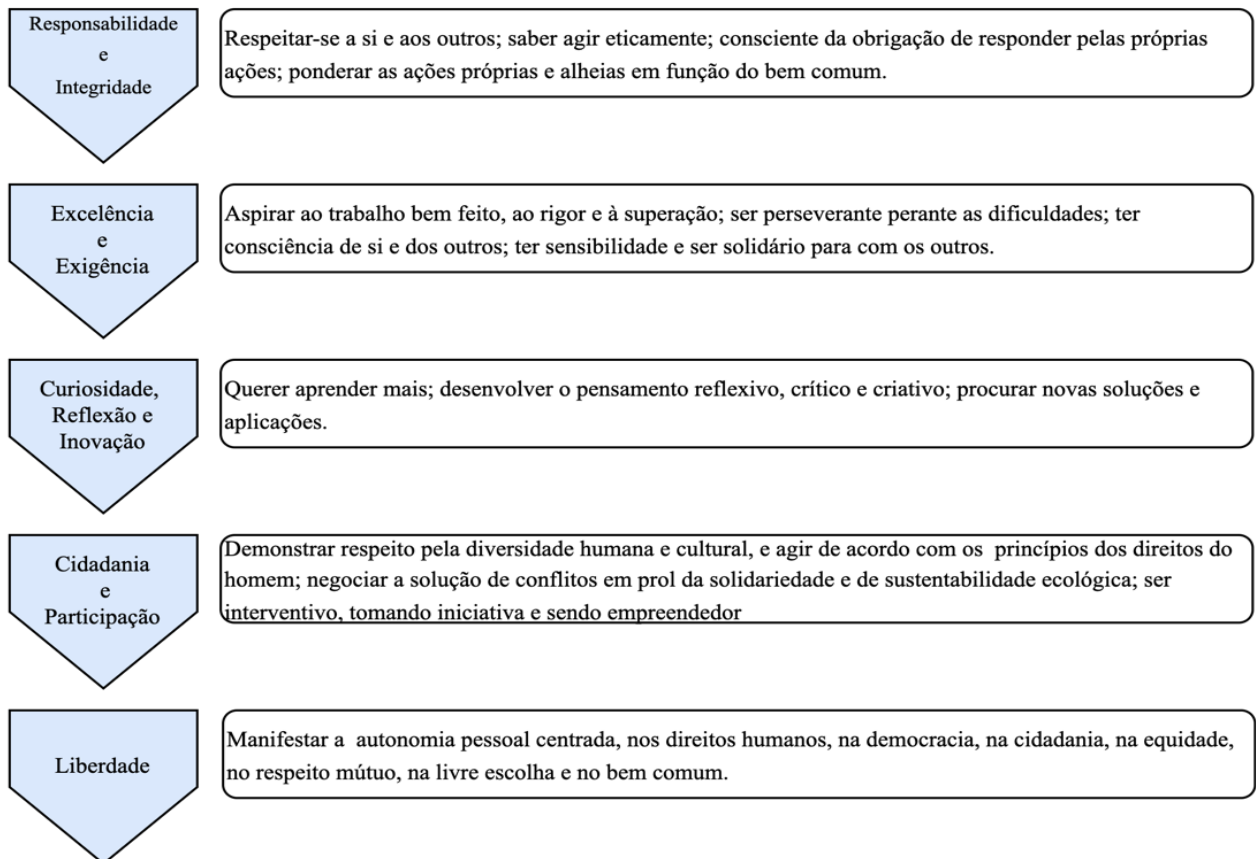 Responsabilidade
e
Integridade
Respeitar-se a si e aos outros; saber agir eticamente; consciente da obrigação de responder pelas próprias
ações; ponderar as ações próprias e alheias em função do bem comum.
Excelência
e
Exigência
Aspirar ao trabalho bem feito, ao rigor e à superação; ser perseverante perante as dificuldades; ter
consciência de si e dos outros; ter sensibilidade e ser solidário para com os outros.
Curiosidade,
Reflexão e
Inovação
Querer aprender mais; desenvolver o pensamento reflexivo, crítico e criativo; procurar novas soluções e
aplicações.
Cidadania
e
Participação
Demonstrar respeito pela diversidade humana e cultural, e agir de acordo com os princípios dos direitos do
homem; negociar a solução de conflitos em prol da solidariedade e de sustentabilidade ecológica; ser
interventivo, tomando iniciativa e sendo empreendedor
Liberdade
Manifestar a autonomia pessoal centrada, nos direitos humanos, na democracia, na cidadania, na equidade,
no respeito mútuo, na livre escolha e no bem comum.